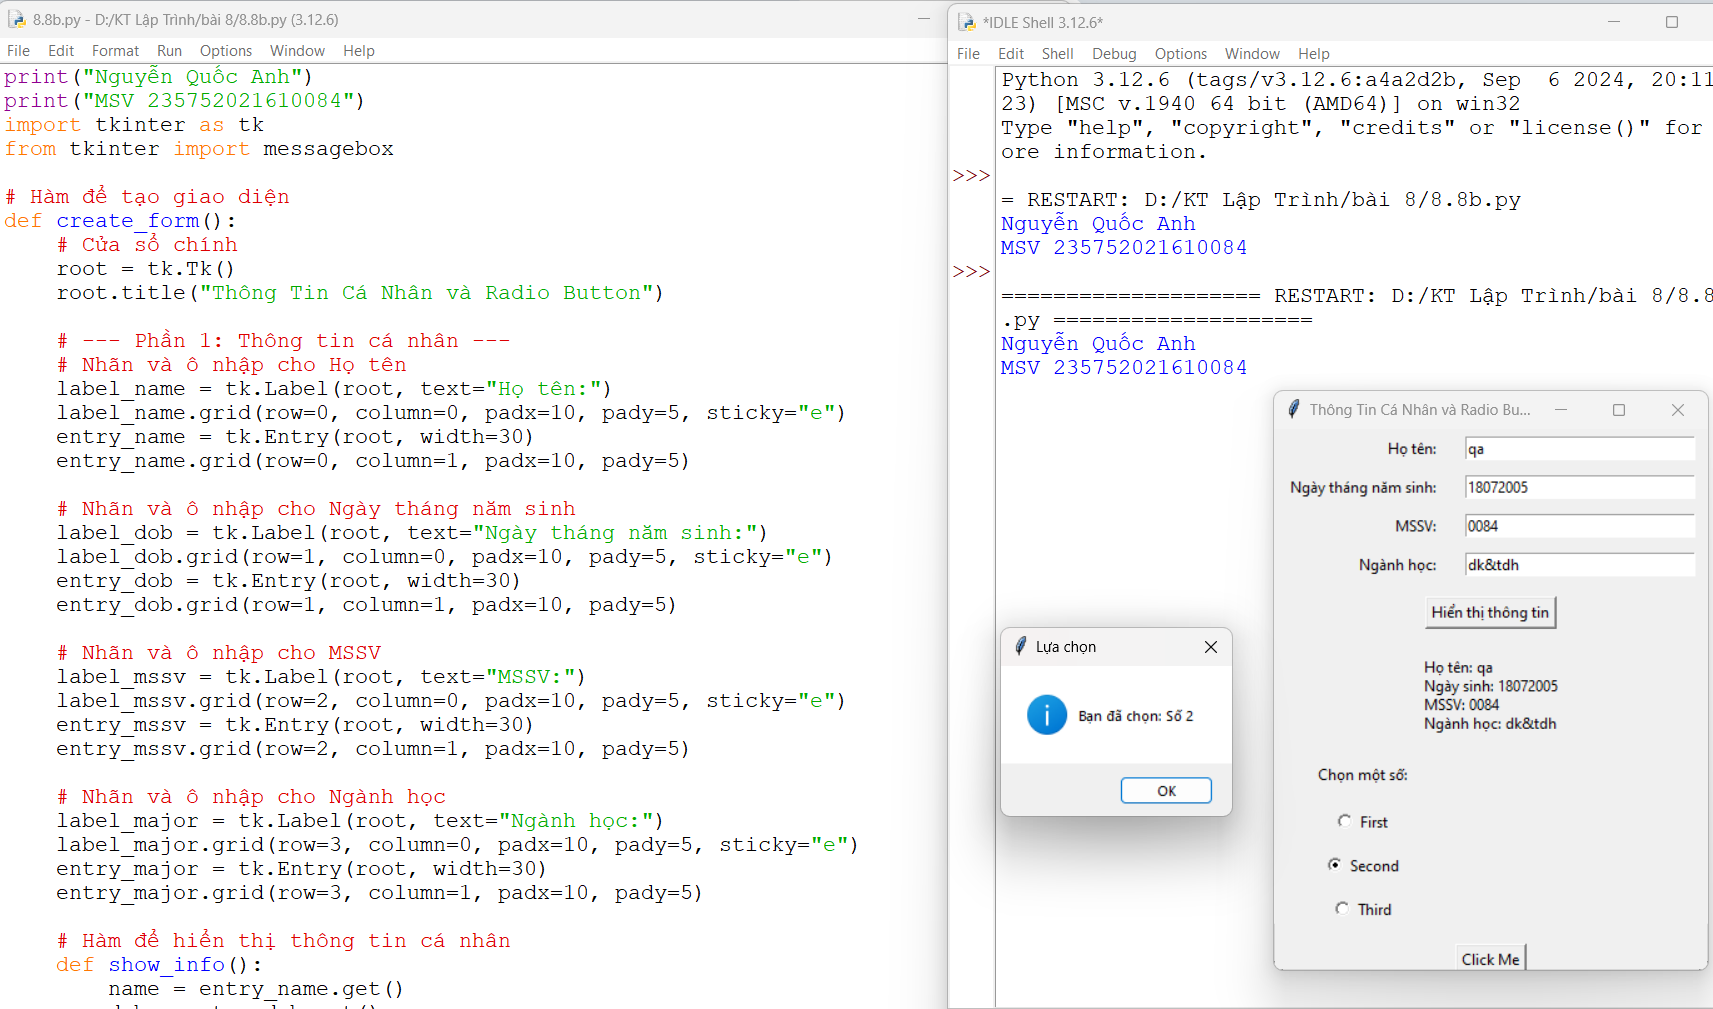 8.8b.py - D:/KT Lập Trình/bài 8/8.8b.py (3.12.6)
File Edit Format Run Options Window Help
print("Nguyễn Quốc Anh")
print("MSV 235752021610084")
import tkinter as tk
from tkinter import messagebox
# Hàm để tạo giao diện
def create_form():
# Cửa sổ chính
root = tk.Tk()
root.title("Thông Tin Cá Nhân và Radio Button")
# --- Phần 1: Thông tin cá nhân ---
# Nhãn và ô nhập cho Họ tên
label_name = tk.Label(root, text="Họ tên:")
label_name.grid(row=0, column=0, padx=10, pady=5, sticky="e")
entry_name = tk.Entry(root, width=30)
entry_name.grid(row=0, column=1, padx=10, pady=5)
# Nhãn và ô nhập cho Ngày tháng năm sinh
label_dob = tk.Label(root, text="Ngày tháng năm sinh:")
label_dob.grid(row=1, column=0, padx=10, pady=5, sticky="e")
entry_dob = tk.Entry(root, width=30)
entry_dob.grid(row=1, column=1, padx=10, pady=5)
# Nhãn và ô nhập cho MSSV
label_mssv = tk.Label(root, text="MSSV:")
label_mssv.grid(row=2, column=0, padx=10, pady=5, sticky="e")
entry_mssv = tk.Entry(root, width=30)
entry_mssv.grid(row=2, column=1, padx=10, pady=5)
# Nhãn và ô nhập cho Ngành học
label_major = tk.Label(root, text="Ngành học:")
label_major.grid(row=3, column=0, padx=10, pady=5, sticky="e")
entry_major = tk.Entry(root, width=30)
entry_major.grid(row=3, column=1, padx=10, pady=5)
# Hàm để hiển thị thông tin cá nhân
def show_info():
name = entry_name.get()
*IDLE Shell 3.12.6*
File Edit Shell Debug Options Window Help
Python 3.12.6 (tags/v3.12.6:a4a2d2b, Sep  6 2024, 20:11
23) [MSC v.1940 64 bit (AMD64)] on win32
Type "help", "copyright", "credits" or "license()" for
ore information.
>>>
= RESTART: D:/KT Lập Trình/bài 8/8.8b.py
Nguyễn Quốc Anh
MSV 235752021610084
>>>
==================== RESTART: D:/KT Lập Trình/bài 8/8.8
.py ====================
Nguyễn Quốc Anh
MSV 235752021610084
Thông Tin Cá Nhân và Radio Bu...
Họ tên: qa
Ngày tháng năm sinh: 18072005
MSSV: 0084
Ngành học: dk&tdh
Hiển thị thông tin
Họ tên: qa
Ngày sinh: 18072005
MSSV: 0084
Ngành học: dk&tdh
Chọn một số:
First
Second
Third
Click Me
Lựa chọn
Bạn đã chọn: Số 2
OK